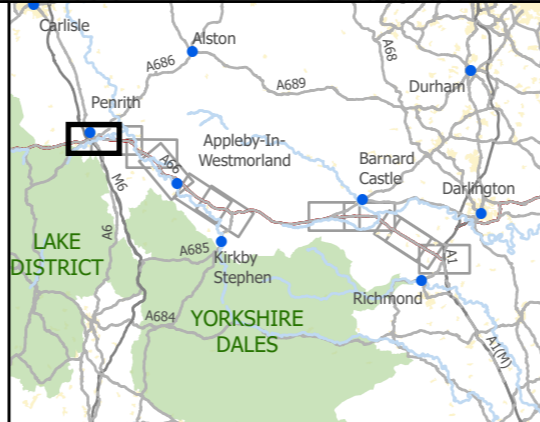 Carlisle
Alston
A686
A68
A689
Durham
Penrith
Appleby-In-
Westmorland
A66
Barnard
Castle
Darlington
M6
A6
LAKE
DISTRICT
A685
Kirkby
Stephen
A1
Richmond
A684
YORKSHIRE
DALES
A1(M)